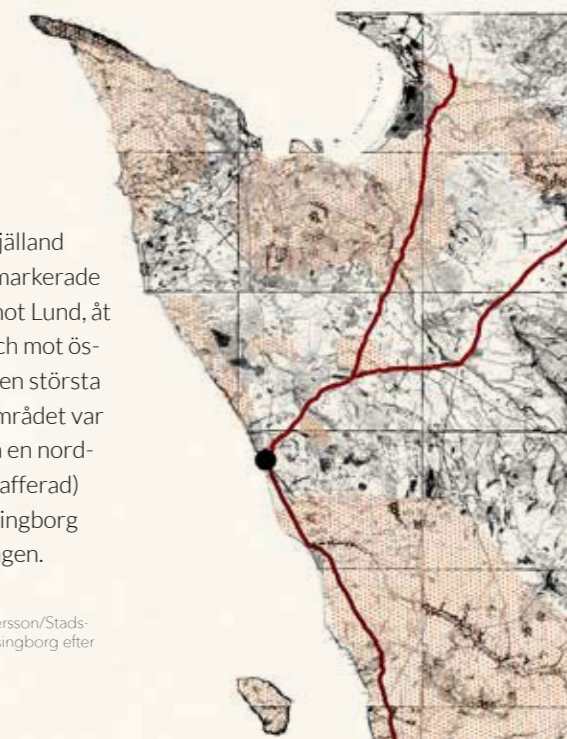 jälland
markerade
not Lund, åt
ch mot ös-
en största
mrådet var
en nord-
afferad)
ingborg
gen.
ersson/Stads-
singborg efter